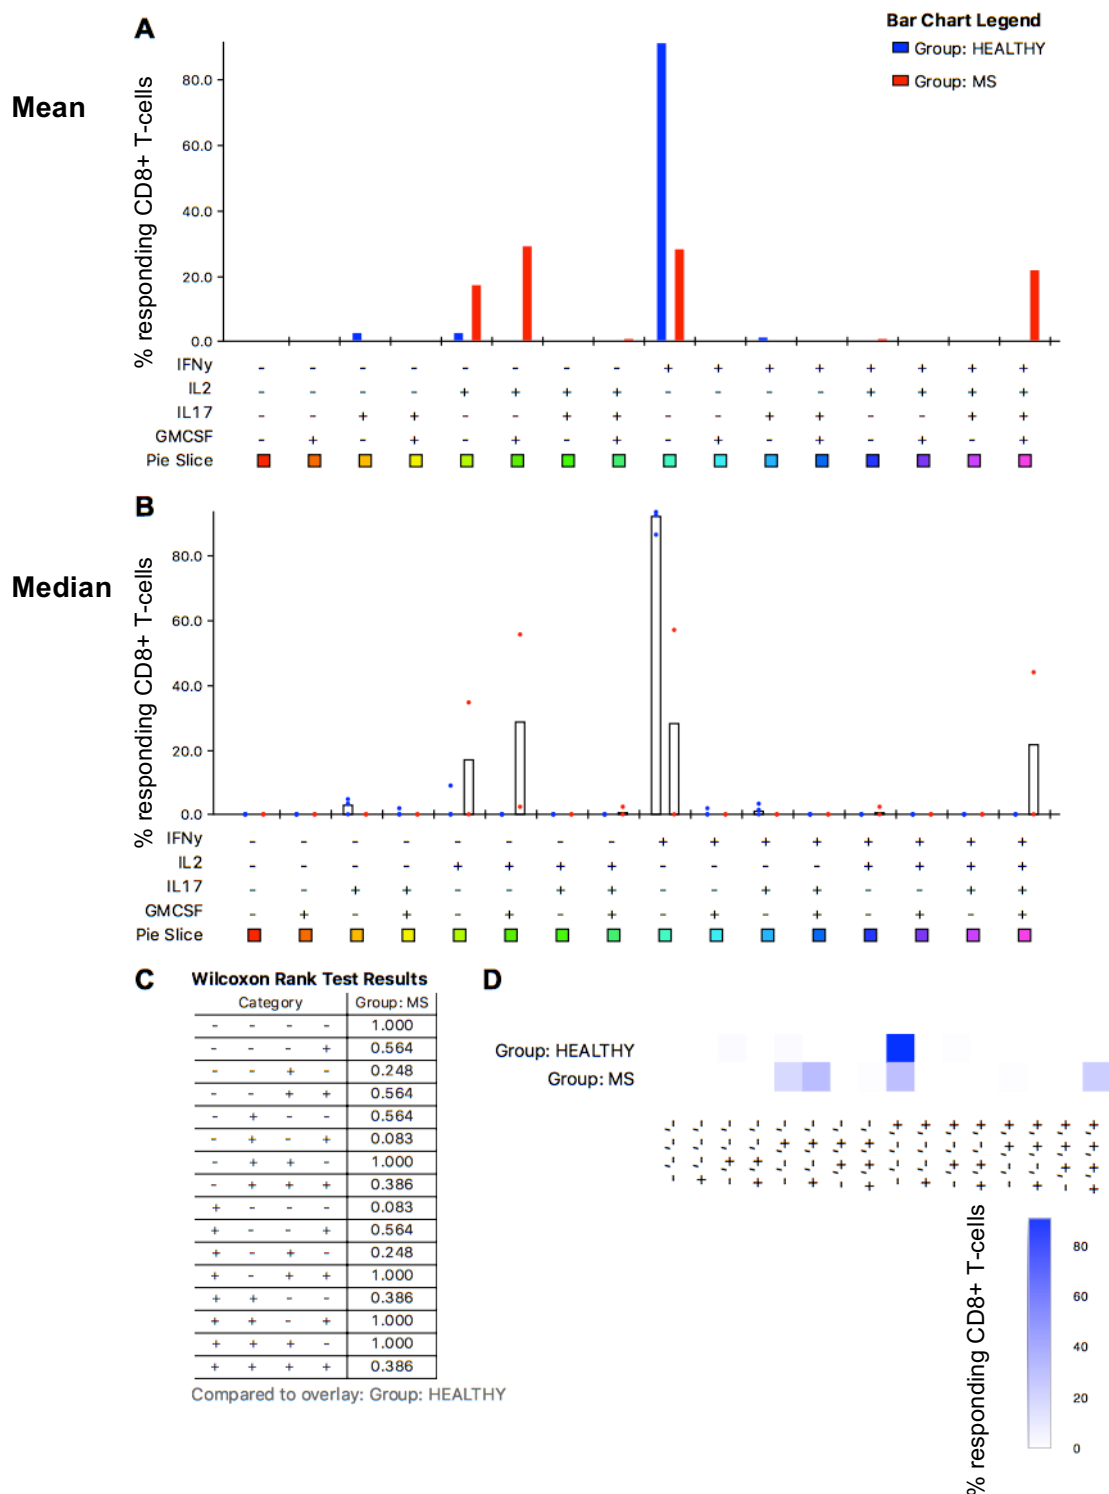 A
Bar Chart Legend
Group: HEALTHY
Group: MS
Mean
% responding CD8+ T-cells
80.0
60.0
40.0
20.0
0.0
IFNy - - - - - - - - + + + + + + + +
IL2 - - - - + + + + - - - - + + + +
IL17 - - + + - - + + - - + + - - + +
GMCSF - + - + - + - + - + - + - + - +
Pie Slice
B
Median
% responding CD8+ T-cells
80.0
60.0
40.0
20.0
0.0
IFNy - - - - - - - - + + + + + + + +
IL2 - - - - + + + + - - - - + + + +
IL17 - - + + - - + + - - + + - - + +
GMCSF - + - + - + - + - + - + - + - +
Pie Slice
C
Wilcoxon Rank Test Results
Category Group: MS
- - - - 1.000
- - - + 0.564
- - + - 0.248
- - + + 0.564
- + - - 0.564
- + - + 0.083
- + + - 1.000
- + + + 0.386
+ - - - 0.083
+ - - + 0.564
+ - + - 0.248
+ - + + 1.000
+ + - - 0.386
+ + - + 1.000
+ + + - 1.000
+ + + + 0.386
Compared to overlay: Group: HEALTHY
D
Group: HEALTHY
Group: MS
-, -, -, -, -, -, -, -, +, +, +, +, +, +, +, +,
-, -, -, -, +, +, +, +, -, -, -, -, +, +, +, +,
-, -, +, +, -, -, +, +, -, -, +, +, -, -, +, +,
- + - + - + - + - + - + - + - +
% responding CD8+ T-cells
80
60
40
20
0